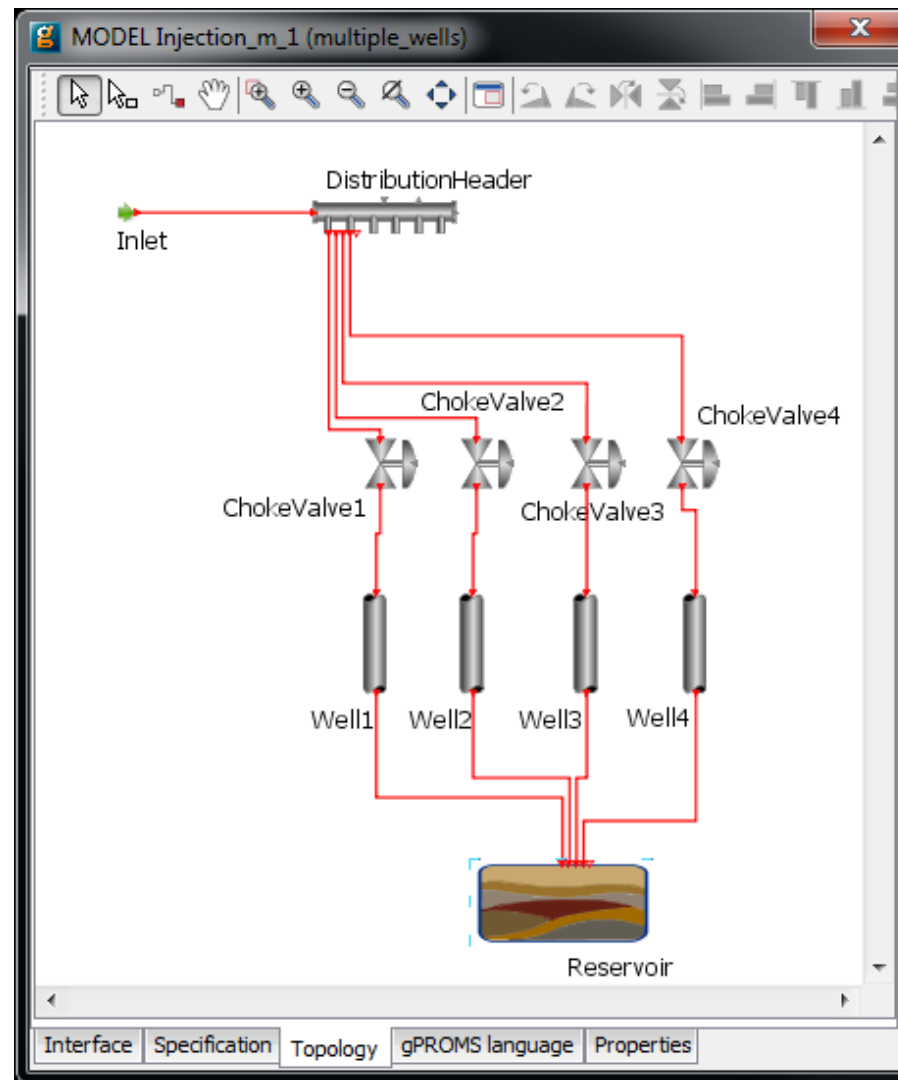 MODEL Injection_m_1 (multiple_wells)
DistributionHeader
Inlet
ChokeValve2
ChokeValve4
ChokeValve1
ChokeValve3
Well1
Well2
Well3
Well4
Reservoir
Interface
Specification
Topology
gPROMS language
Properties